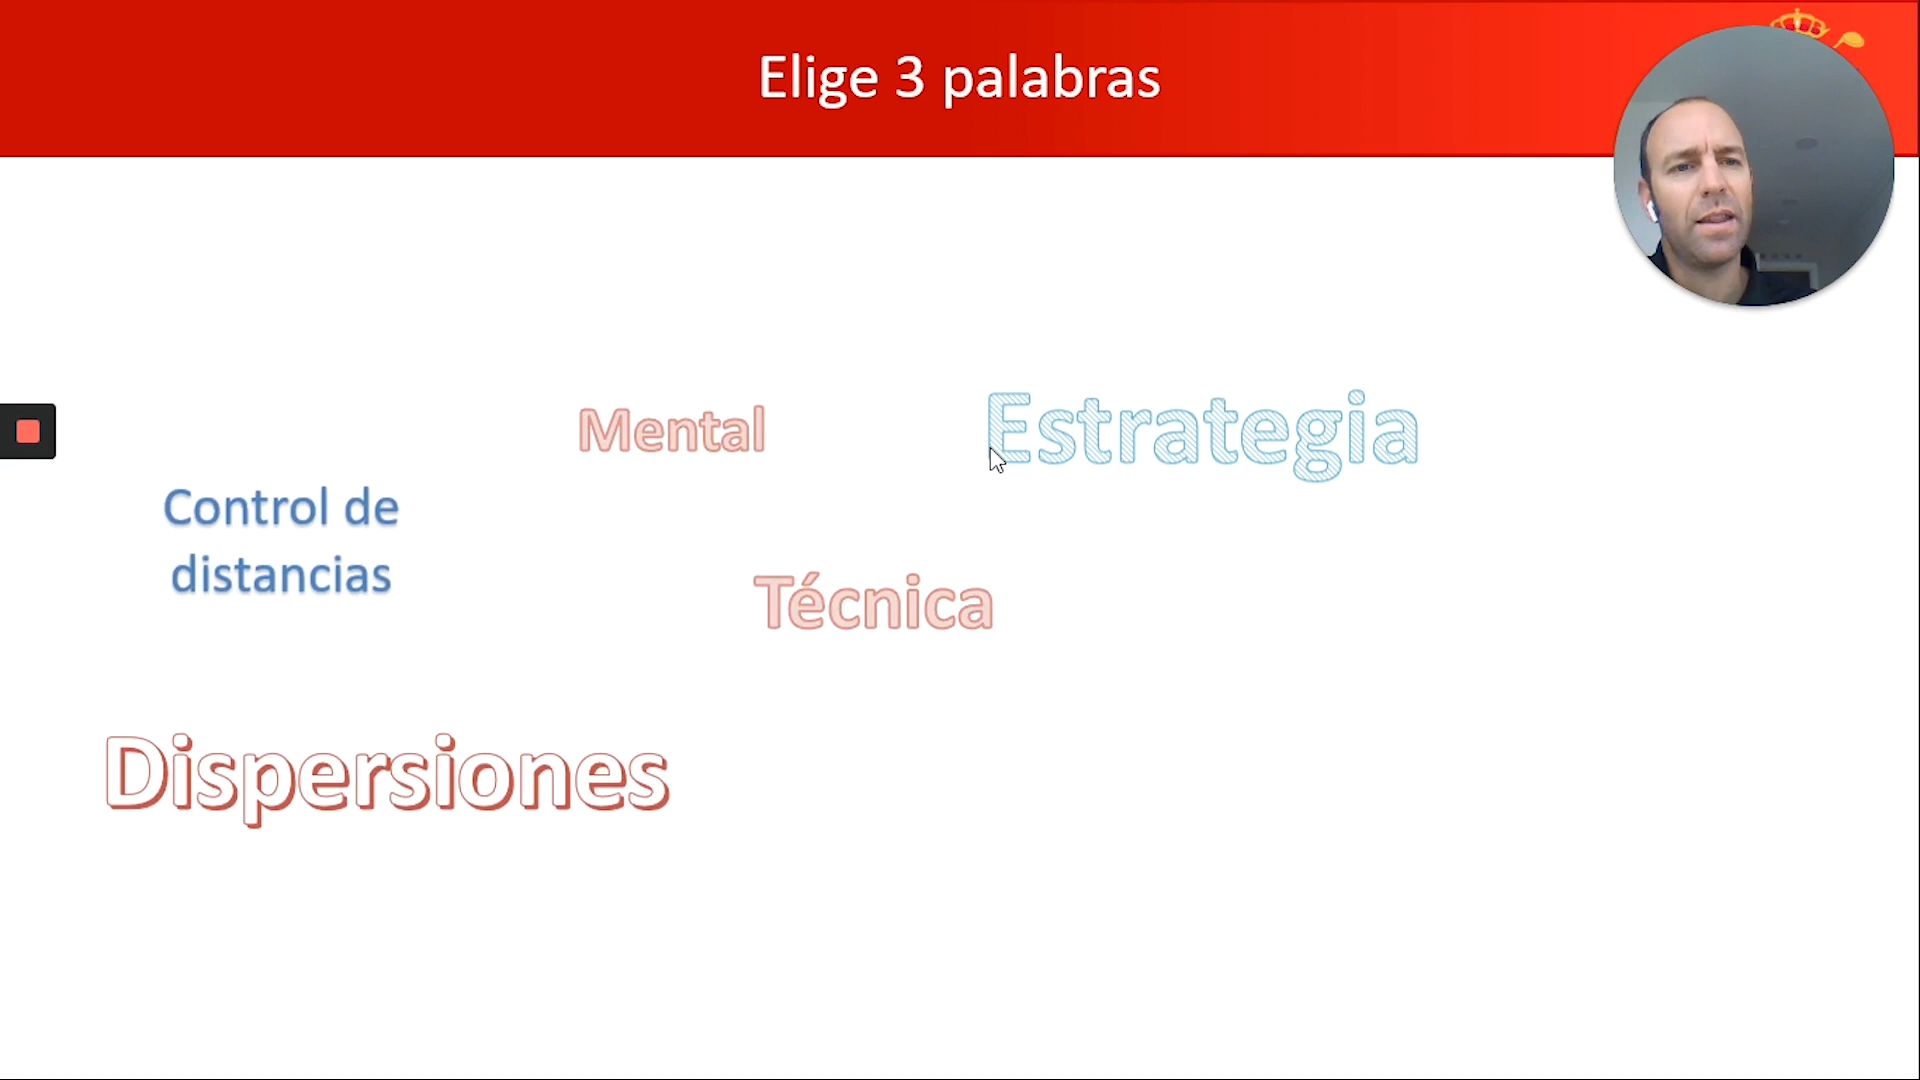 Elige 3 palabras
Mental
Estrategia
Control de
distancias
Técnica
Dispersiones